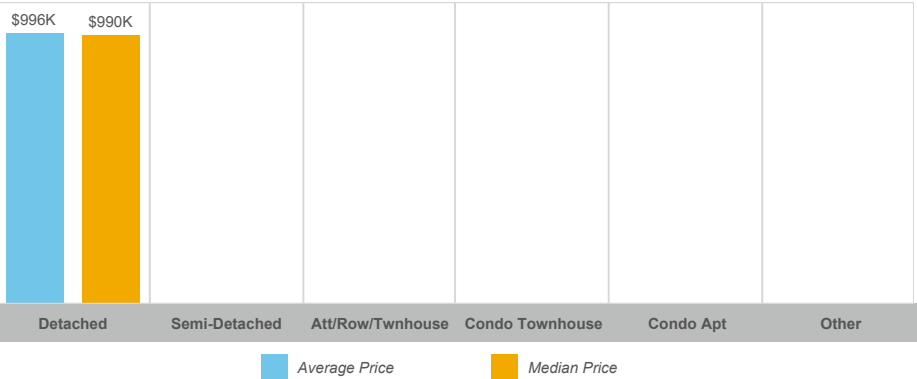 $996K $990K
Detached Semi-Detached Att/Row/Twnhouse Condo Townhouse Condo Apt Other
Average Price Median Price